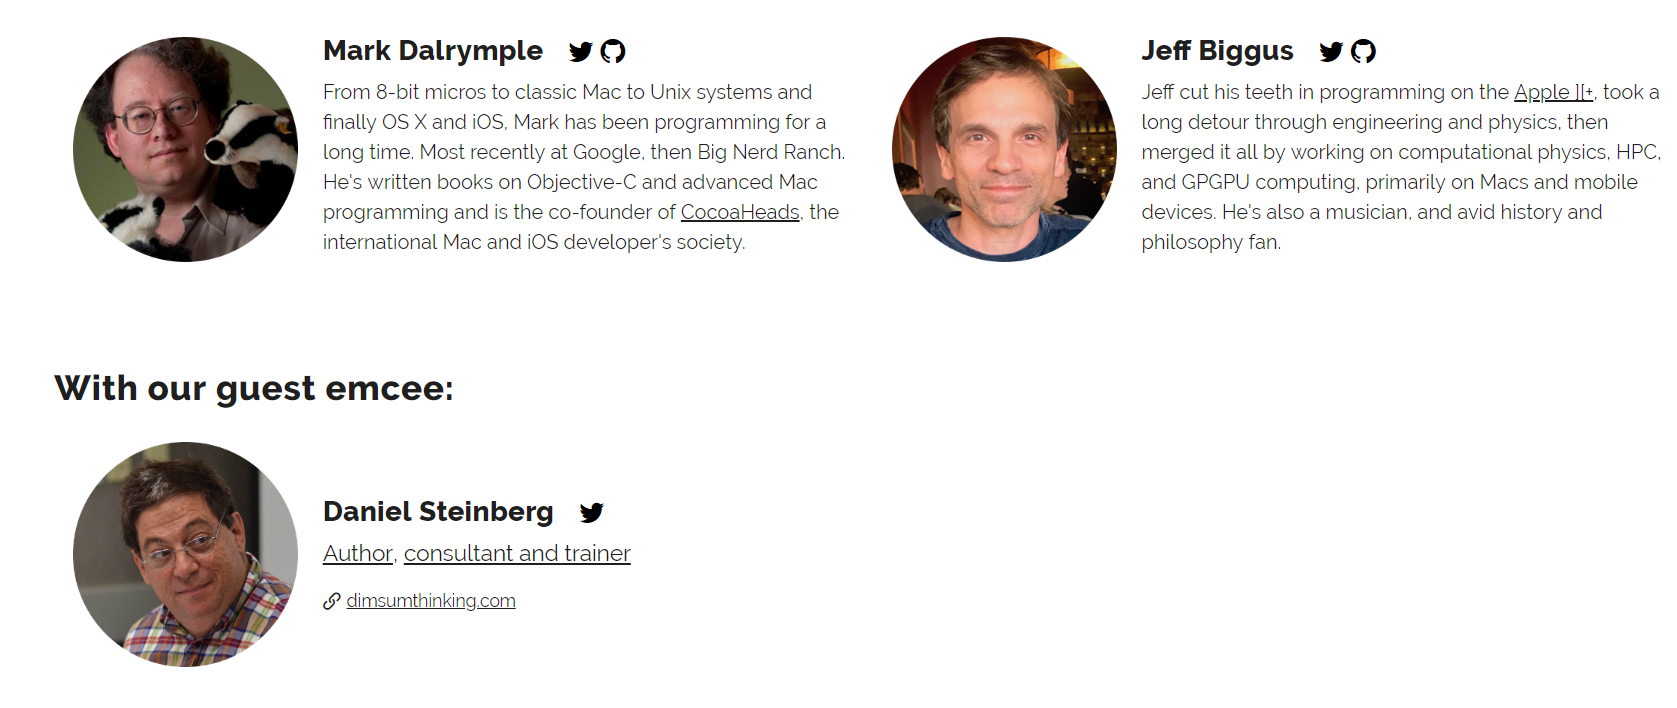 Mark Dalrymple
From 8-bit micros to classic Mac to Unix systems and
finally OS X and iOS, Mark has been programming for a
long time. Most recently at Google, then Big Nerd Ranch.
He's written books on Objective-C and advanced Mac
programming and is the co-founder of CocoaHeads, the
international Mac and iOS developer's society.
Jeff Biggus
Jeff cut his teeth in programming on the Apple ][+, took a
long detour through engineering and physics, then
merged it all by working on computational physics, HPC,
and GPGPU computing, primarily on Macs and mobile
devices. He's also a musician, and avid history and
philosophy fan.
With our guest emcee:
Daniel Steinberg
Author, consultant and trainer
dimsumthinking.com